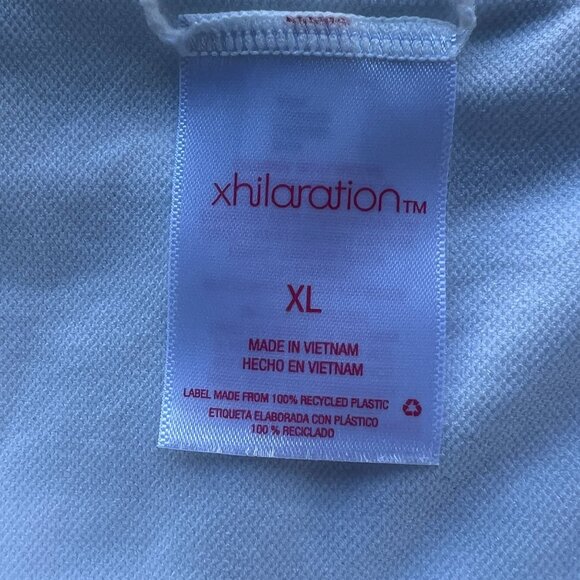 xhilaration™
XL
MADE IN VIETNAM
HECHO EN VIETNAM
LABEL MADE FROM 100% RECYCLED PLASTIC
ETIQUETA ELABORADA CON PLÁSTICO
100 % RECICLADO